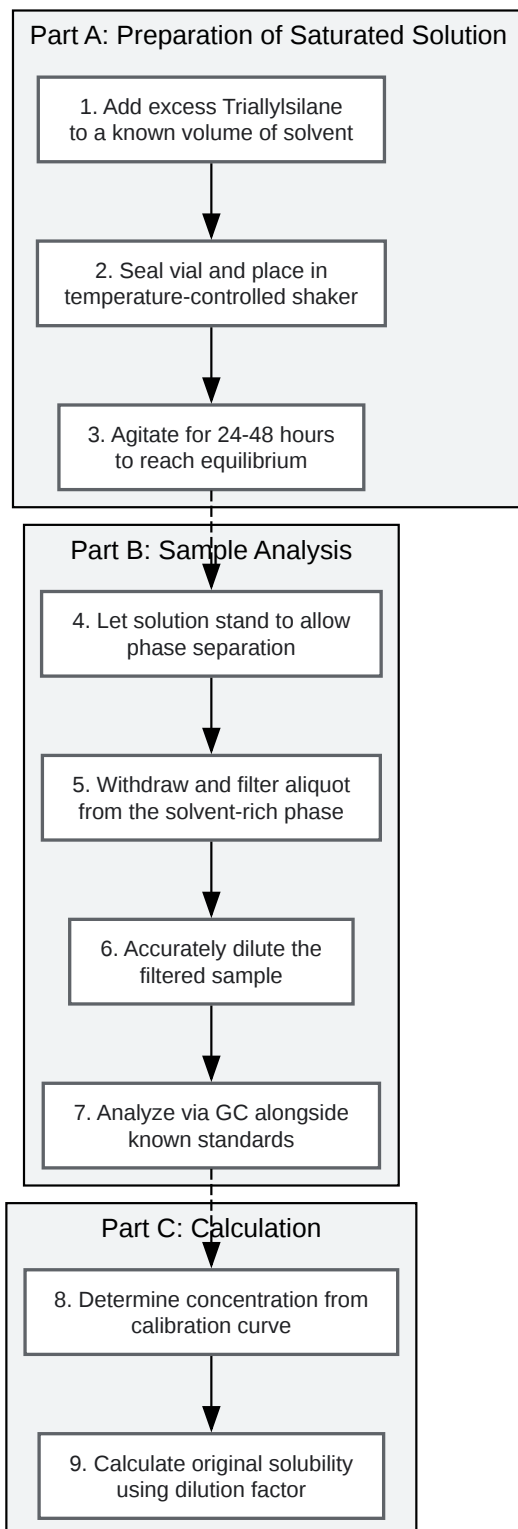 Part A: Preparation of Saturated Solution
1. Add excess Triallylsilane
to a known volume of solvent
2. Seal vial and place in
temperature-controlled shaker
3. Agitate for 24-48 hours
to reach equilibrium
Part B: Sample Analysis
4. Let solution stand to allow
phase separation
5. Withdraw and filter aliquot
from the solvent-rich phase
6. Accurately dilute the
filtered sample
7. Analyze via GC alongside
known standards
Part C: Calculation
8. Determine concentration from
calibration curve
9. Calculate original solubility
using dilution factor